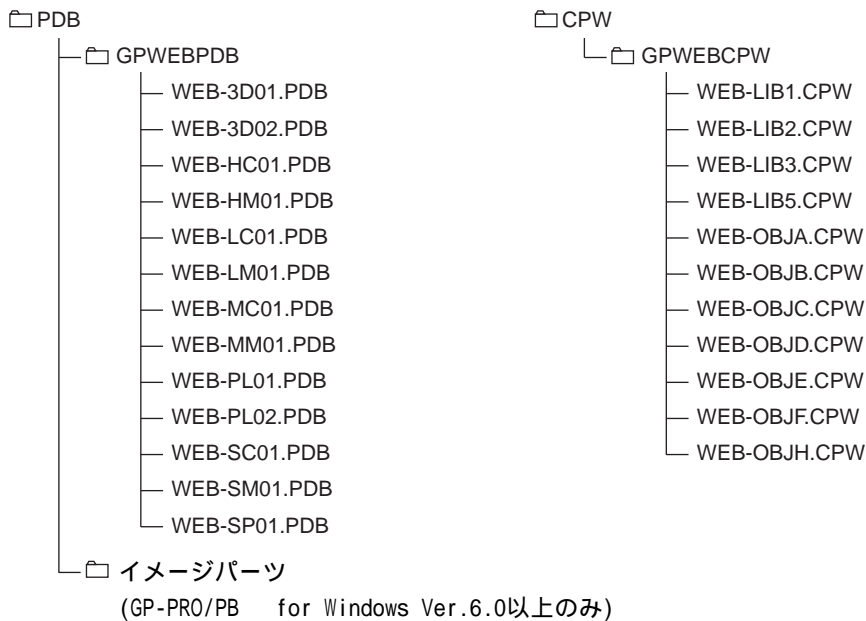 PDB
GPWEBPDB
WEB-3D01.PDB
WEB-3D02.PDB
WEB-HC01.PDB
WEB-HM01.PDB
WEB-LC01.PDB
WEB-LM01.PDB
WEB-MC01.PDB
WEB-MM01.PDB
WEB-PL01.PDB
WEB-PL02.PDB
WEB-SC01.PDB
WEB-SM01.PDB
WEB-SP01.PDB
イメージパーツ
(GP-PRO/PB for Windows Ver.6.0以上のみ)
CPW
GPWEBCPW
WEB-LIB1.CPW
WEB-LIB2.CPW
WEB-LIB3.CPW
WEB-LIB5.CPW
WEB-OBJA.CPW
WEB-OBJB.CPW
WEB-OBJC.CPW
WEB-OBJD.CPW
WEB-OBJE.CPW
WEB-OBJF.CPW
WEB-OBJH.CPW